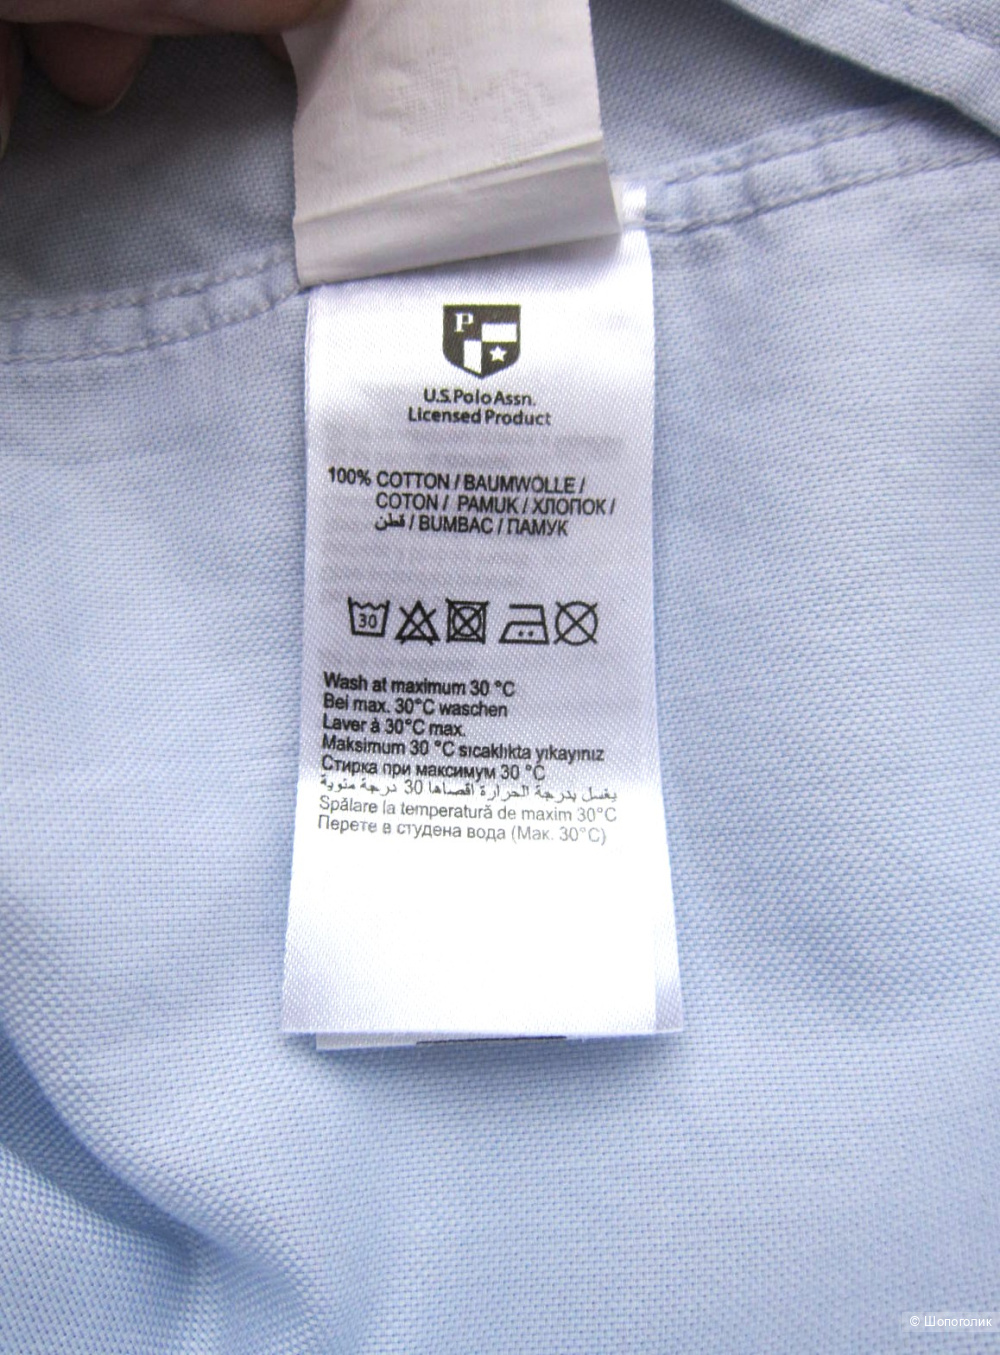 P
U.S. Polo Assn.
Licensed Product
100% COTTON / BAUMWOLLE /
COTON / PAMUK / ХЛОПОК /
قطن / BUMBAC / ПАМУК
30
Wash at maximum 30 °C
Bei max. 30°C waschen
Laver à 30°C max.
Maksimum 30 °C sıcaklıkta yıkayınız
Стирка при максимум 30 °C
يغسل بدرجة الحرارة اقصاها 30 درجة مئوية
Spălare la temperatură de maxim 30°C
Перете в студена вода (Мак. 30°C)
© Шопоголик